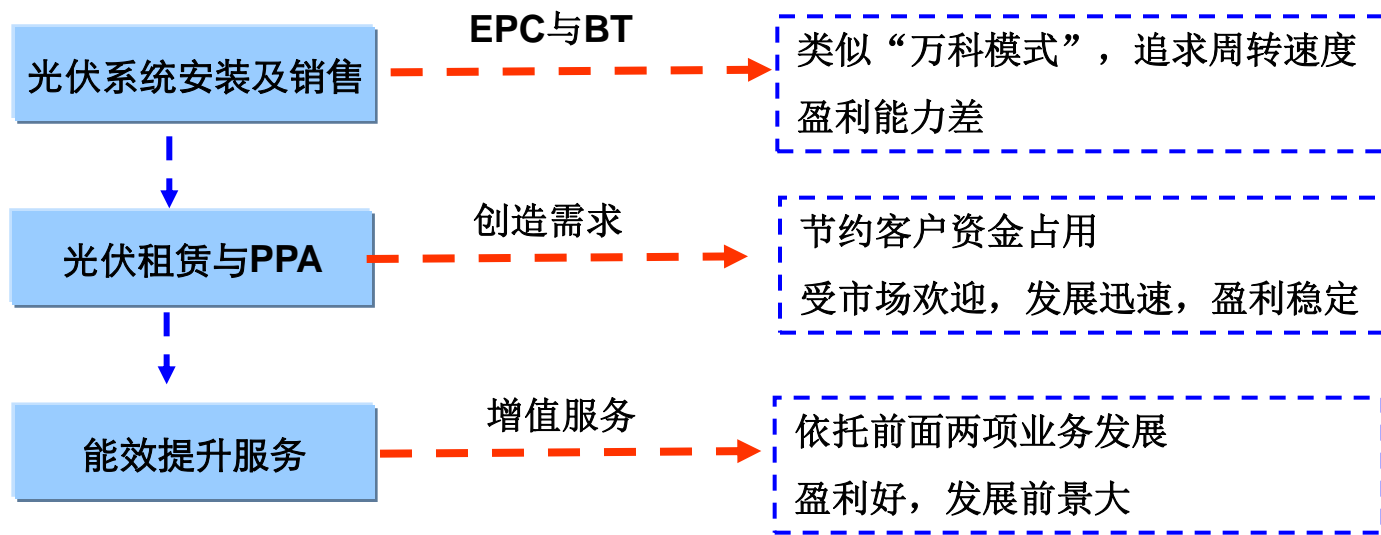 光伏系统安装及销售
EPC与BT
类似“万科模式”，追求周转速度
盈利能力差
光伏租赁与PPA
创造需求
节约客户资金占用
受市场欢迎，发展迅速，盈利稳定
能效提升服务
增值服务
依托前面两项业务发展
盈利好，发展前景大